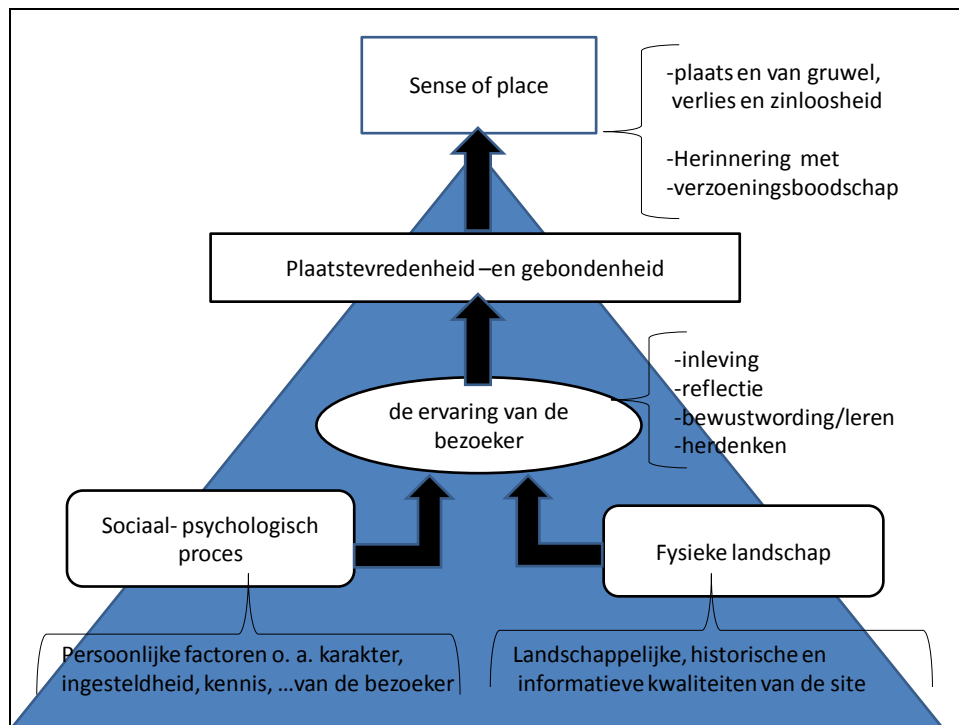 Sense of place
-plaats en van gruwel,
verlies en zinloosheid
-Herinnering met
-verzoeningsboodschap
Plaatstevredenheid –en gebondenheid
de ervaring van de
bezoeker
-inleving
-reflectie
-bewustwording/leren
-herdenken
Sociaal- psychologisch
proces
Fysieke landschap
Persoonlijke factoren o. a. karakter,
ingesteldheid, kennis, ...van de bezoeker
Landschappelijke, historische en
informatieve kwaliteiten van de site